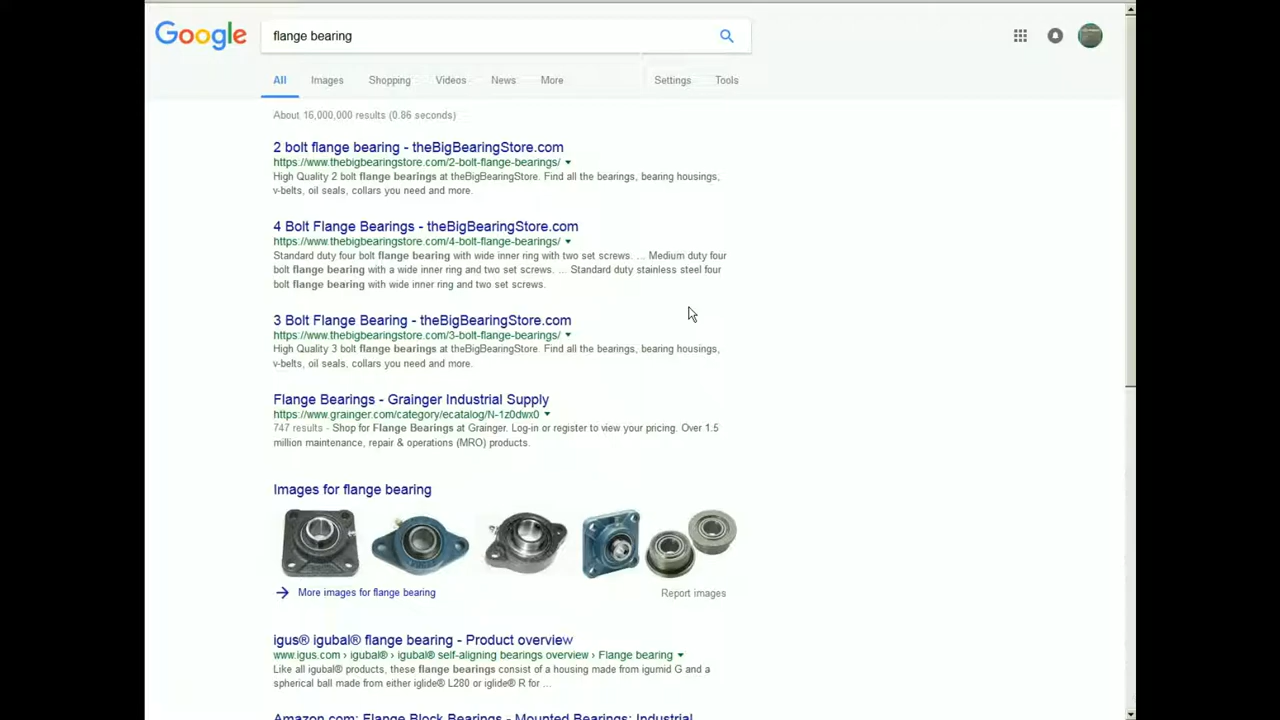 Google
flange bearing
All Images Shopping Videos News More Settings Tools
About 16,000,000 results (0.86 seconds)
2 bolt flange bearing - theBigBearingStore.com
https://www.thebigbearingstore.com/2-bolt-flange-bearings/
High Quality 2 bolt flange bearings at theBigBearingStore. Find all the bearings, bearing housings,
v-belts, oil seals, collars you need and more.
4 Bolt Flange Bearings - theBigBearingStore.com
https://www.thebigbearingstore.com/4-bolt-flange-bearings/
Standard duty four bolt flange bearing with wide inner ring with two set screws. ... Medium duty four
bolt flange bearing with a wide inner ring and two set screws. ... Standard duty stainless steel four
bolt flange bearing with wide inner ring and two set screws.
3 Bolt Flange Bearing - theBigBearingStore.com
https://www.thebigbearingstore.com/3-bolt-flange-bearings/
High Quality 3 bolt flange bearings at theBigBearingStore. Find all the bearings, bearing housings,
v-belts, oil seals, collars you need and more.
Flange Bearings - Grainger Industrial Supply
https://www.grainger.com/category/ecatalog/N-1z0dwx0
747 results - Shop for Flange Bearings at Grainger. Log-in or register to view your pricing. Over 1.5
million maintenance, repair & operations (MRO) products.
Images for flange bearing
More images for flange bearing Report images
igus® igubal® flange bearing - Product overview
www.igus.com › igubal® › igubal® self-aligning bearings overview › Flange bearing
Like all igubal® products, these flange bearings consist of a housing made from igumid G and a
spherical ball made from either iglide® L280 or iglide® R for ...
Amazon.com: Flange Block Bearings - Mounted Bearings: Industrial